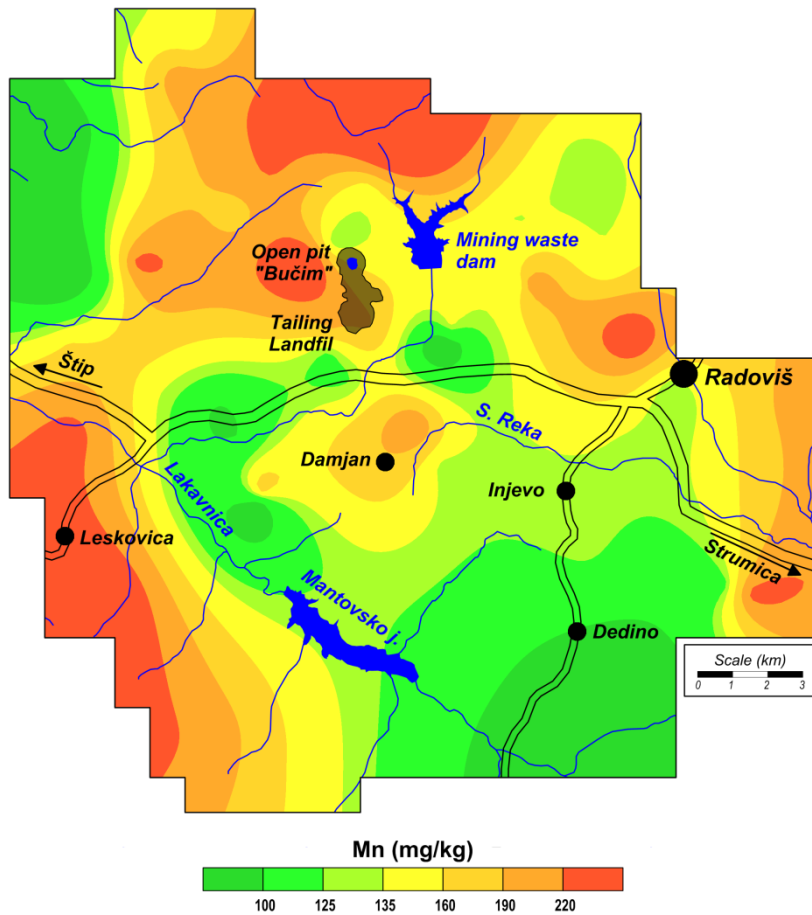 Open pit
"Bučim"
Mining waste
dam
Tailing
Landfil
Štip
Radoviš
S. Reka
Damjan
Injevo
Lakavnica
Leskovica
Strumica
Mantovsko j.
Dedino
Scale (km)
0 1 2 3
Mn (mg/kg)
100 125 135 160 190 220